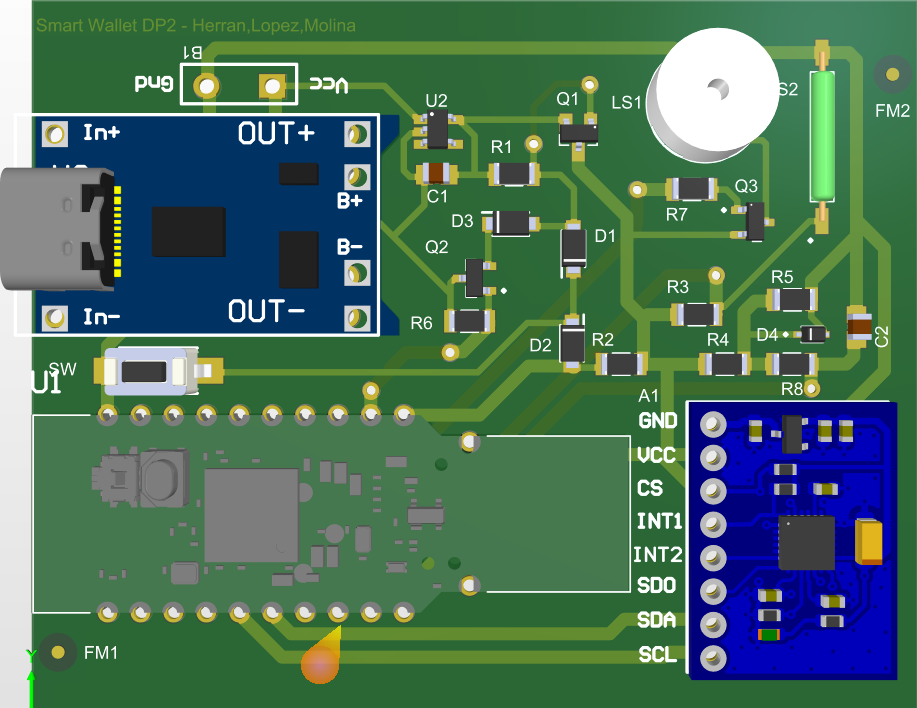 Smart Wallet DP2 - Herran,Lopez,Molina
B1
Gnd
Vcc
FM2
S2
LS1
Q1
U2
In+
OUT+
R1
C1
B+
R7
Q3
D3
D1
Q2
B-
In-
OUT-
R6
R3
R5
D4
C2
D2
R2
R4
R8
SW
U1
A1
GND
VCC
CS
INT1
INT2
SDO
SDA
SCL
FM1
Y